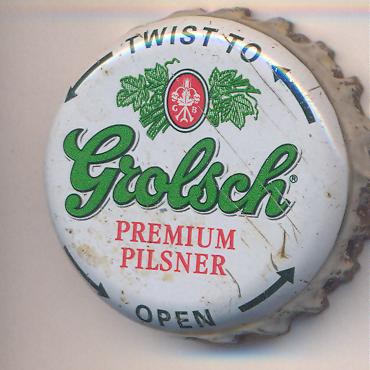 TWIST TO
G B
Grolsch®
PREMIUM
PILSNER
OPEN